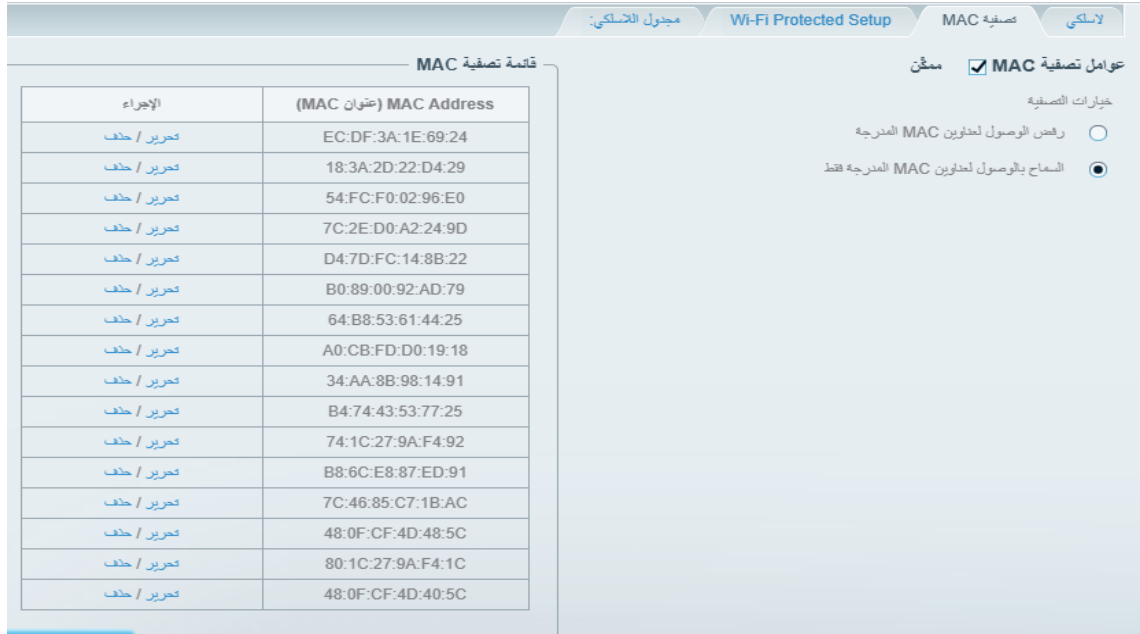 لاسلكي
تصفية MAC
Wi-Fi Protected Setup
مجدول اللاسلكي:
عوامل تصفية MAC ممكّن
خيارات التصفية
رفض الوصول لعناوين MAC المدرجة
السماح بالوصول لعناوين MAC المدرجة فقط
قائمة تصفية MAC
MAC Address (عنوان MAC) الإجراء
EC:DF:3A:1E:69:24 تحرير / حذف
18:3A:2D:22:D4:29 تحرير / حذف
54:FC:F0:02:96:E0 تحرير / حذف
7C:2E:D0:A2:24:9D تحرير / حذف
D4:7D:FC:14:8B:22 تحرير / حذف
B0:89:00:92:AD:79 تحرير / حذف
64:B8:53:61:44:25 تحرير / حذف
A0:CB:FD:D0:19:18 تحرير / حذف
34:AA:8B:98:14:91 تحرير / حذف
B4:74:43:53:77:25 تحرير / حذف
74:1C:27:9A:F4:92 تحرير / حذف
B8:6C:E8:87:ED:91 تحرير / حذف
7C:46:85:C7:1B:AC تحرير / حذف
48:0F:CF:4D:48:5C تحرير / حذف
80:1C:27:9A:F4:1C تحرير / حذف
48:0F:CF:4D:40:5C تحرير / حذف